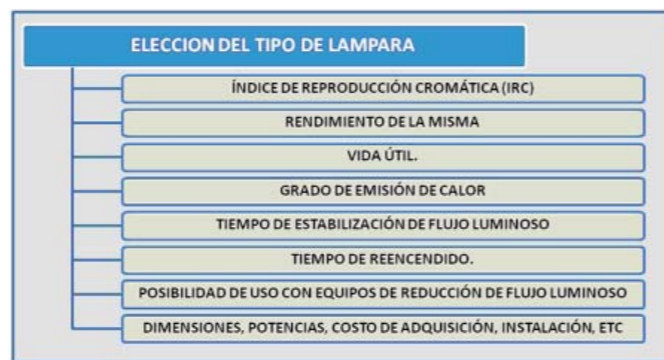 ELECCION DEL TIPO DE LAMPARA
ÍNDICE DE REPRODUCCIÓN CROMÁTICA (IRC)
RENDIMIENTO DE LA MISMA
VIDA ÚTIL.
GRADO DE EMISIÓN DE CALOR
TIEMPO DE ESTABILIZACIÓN DE FLUJO LUMINOSO
TIEMPO DE REENCENDIDO.
POSIBILIDAD DE USO CON EQUIPOS DE REDUCCIÓN DE FLUJO LUMINOSO
DIMENSIONES, POTENCIAS, COSTO DE ADQUISICIÓN, INSTALACIÓN, ETC